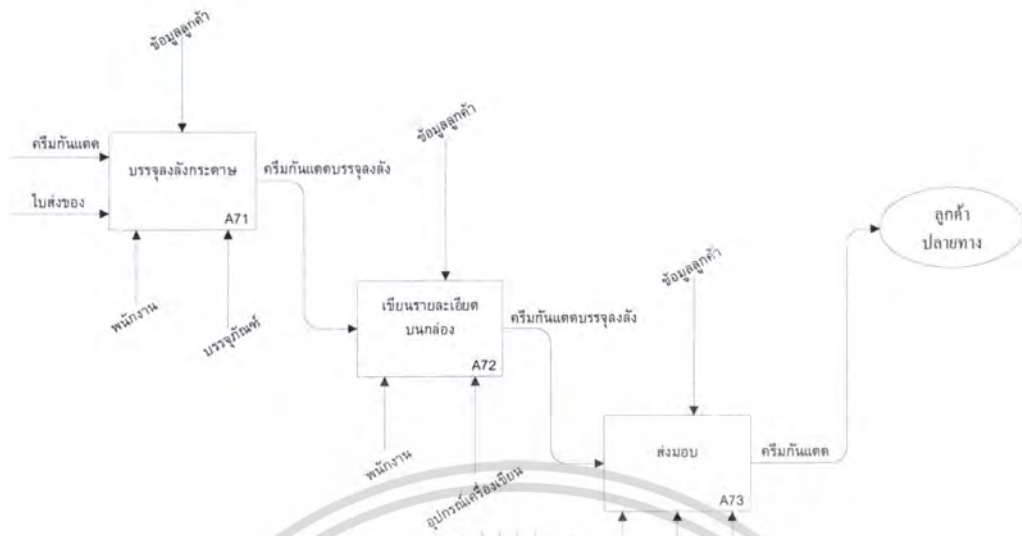 ข้อมูลลูกค้า
ครีมกันแดด
บรรจุลงลังกระดาษ
ใบส่งของ
A71
พนักงาน
บรรจุภัณฑ์
ครีมกันแดดบรรจุลงลัง
ข้อมูลลูกค้า
เขียนรายละเอียด
บนกล่อง
A72
พนักงาน
อุปกรณ์เครื่องเขียน
ครีมกันแดดบรรจุลงลัง
ข้อมูลลูกค้า
ส่งมอบ
A73
ครีมกันแดด
ลูกค้า
ปลายทาง